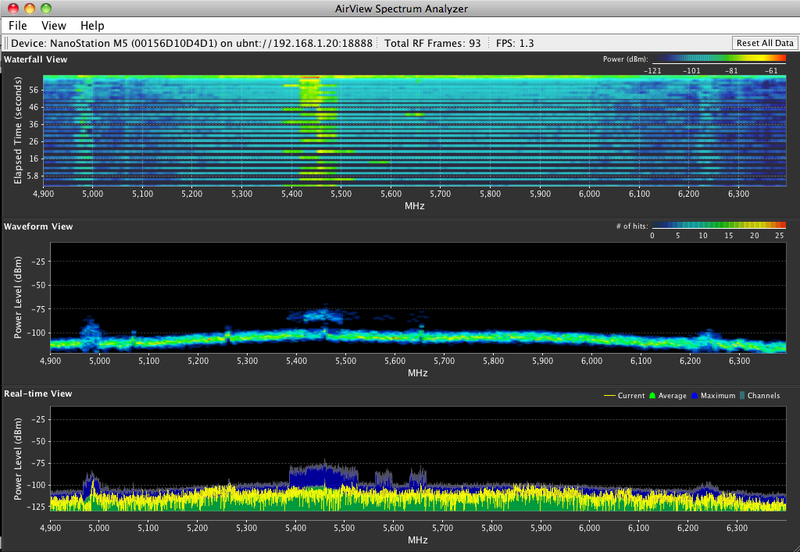 AirView Spectrum Analyzer
File View Help
Device: NanoStation M5 (00156D10D4D1) on ubnt://192.168.1.20:18888 Total RF Frames: 93 FPS: 1.3 Reset All Data
Waterfall View Power (dBm):
-121 -101 -81 -61
Elapsed Time (seconds)
56
46
36
26
16
5.8
4,900 5,000 5,100 5,200 5,300 5,400 5,500 5,600 5,700 5,800 5,900 6,000 6,100 6,200 6,300
MHz
Waveform View # of hits:
0 5 10 15 20 25
Power Level (dBm)
-25
-50
-75
-100
4,900 5,000 5,100 5,200 5,300 5,400 5,500 5,600 5,700 5,800 5,900 6,000 6,100 6,200 6,300
MHz
Real-time View Current Average Maximum Channels
Power Level (dBm)
-25
-50
-75
-100
-125
4,900 5,000 5,100 5,200 5,300 5,400 5,500 5,600 5,700 5,800 5,900 6,000 6,100 6,200 6,300
MHz